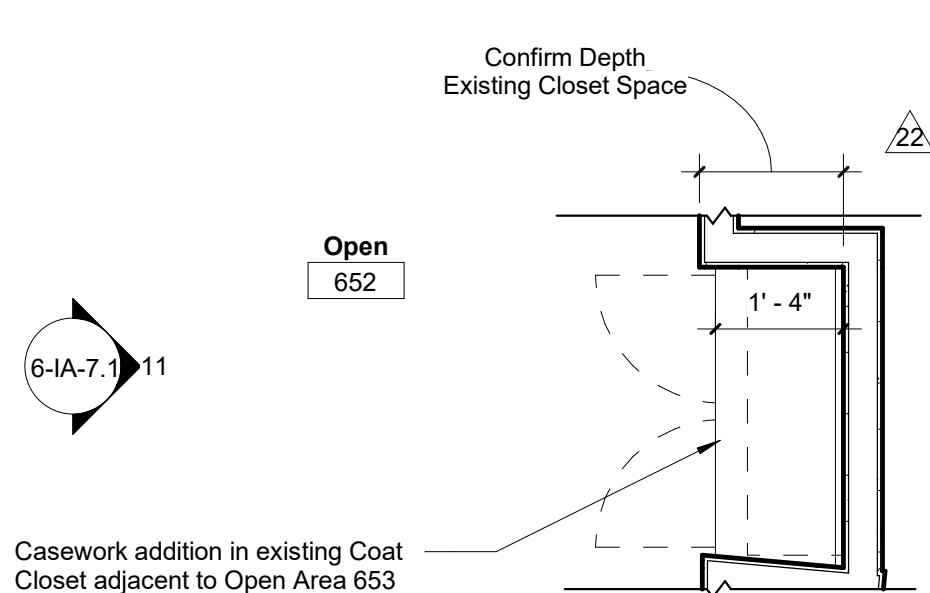 Confirm Depth
Existing Closet Space
22
Open
652
1' - 4"
6-IA-7.1
11
Casework addition in existing Coat
Closet adjacent to Open Area 653